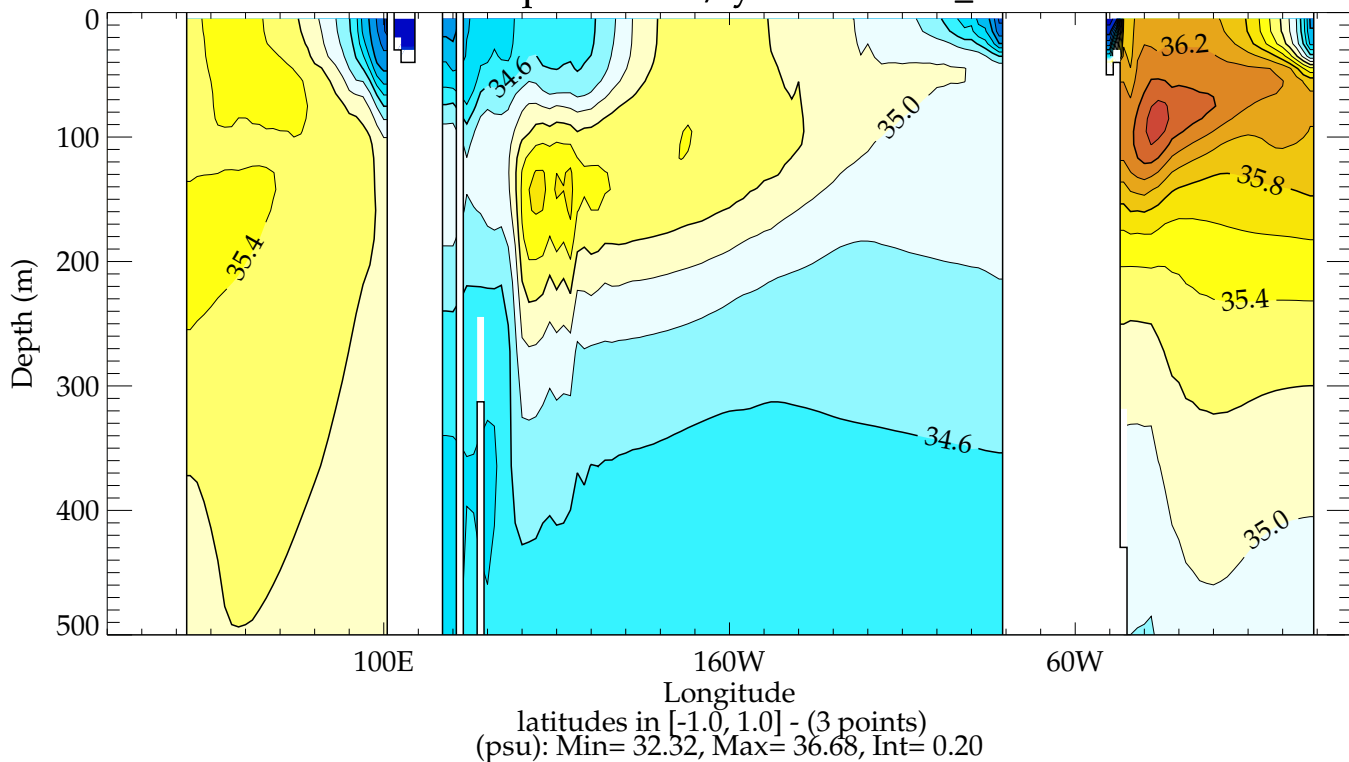 0
100
200
300
400
500
Depth (m)
34.6
35.4
35.0
34.6
36.2
35.8
35.4
35.0
100E
160W
60W
Longitude
latitudes in [-1.0, 1.0] - (3 points)
(psu): Min= 32.32, Max= 36.68, Int= 0.20